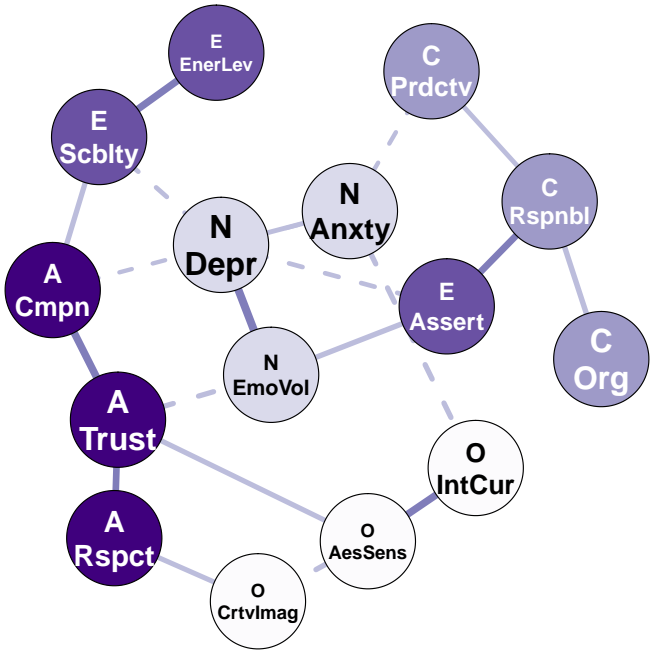 E
EnerLev
C
Prdctv
E
Scblty
N
Anxty
C
Rspnbl
N
Depr
A
Cmpn
E
Assert
C
Org
N
EmoVol
A
Trust
O
IntCur
A
Rspct
O
AesSens
O
CrtvImag